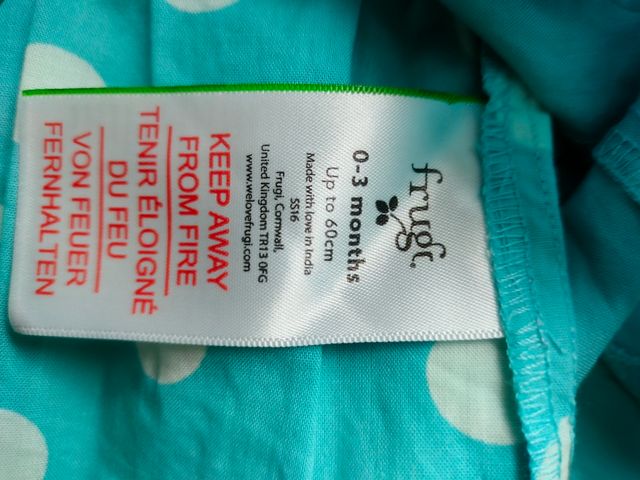 frugi
0-3 months
Up to 60cm
Made with love in India
SS16
Frugi, Cornwall,
United Kingdom TR13 0FG
www.welovefrugi.com
KEEP AWAY
FROM FIRE
TENIR ÉLOIGNÉ
DU FEU
VON FEUER
FERNHALTEN